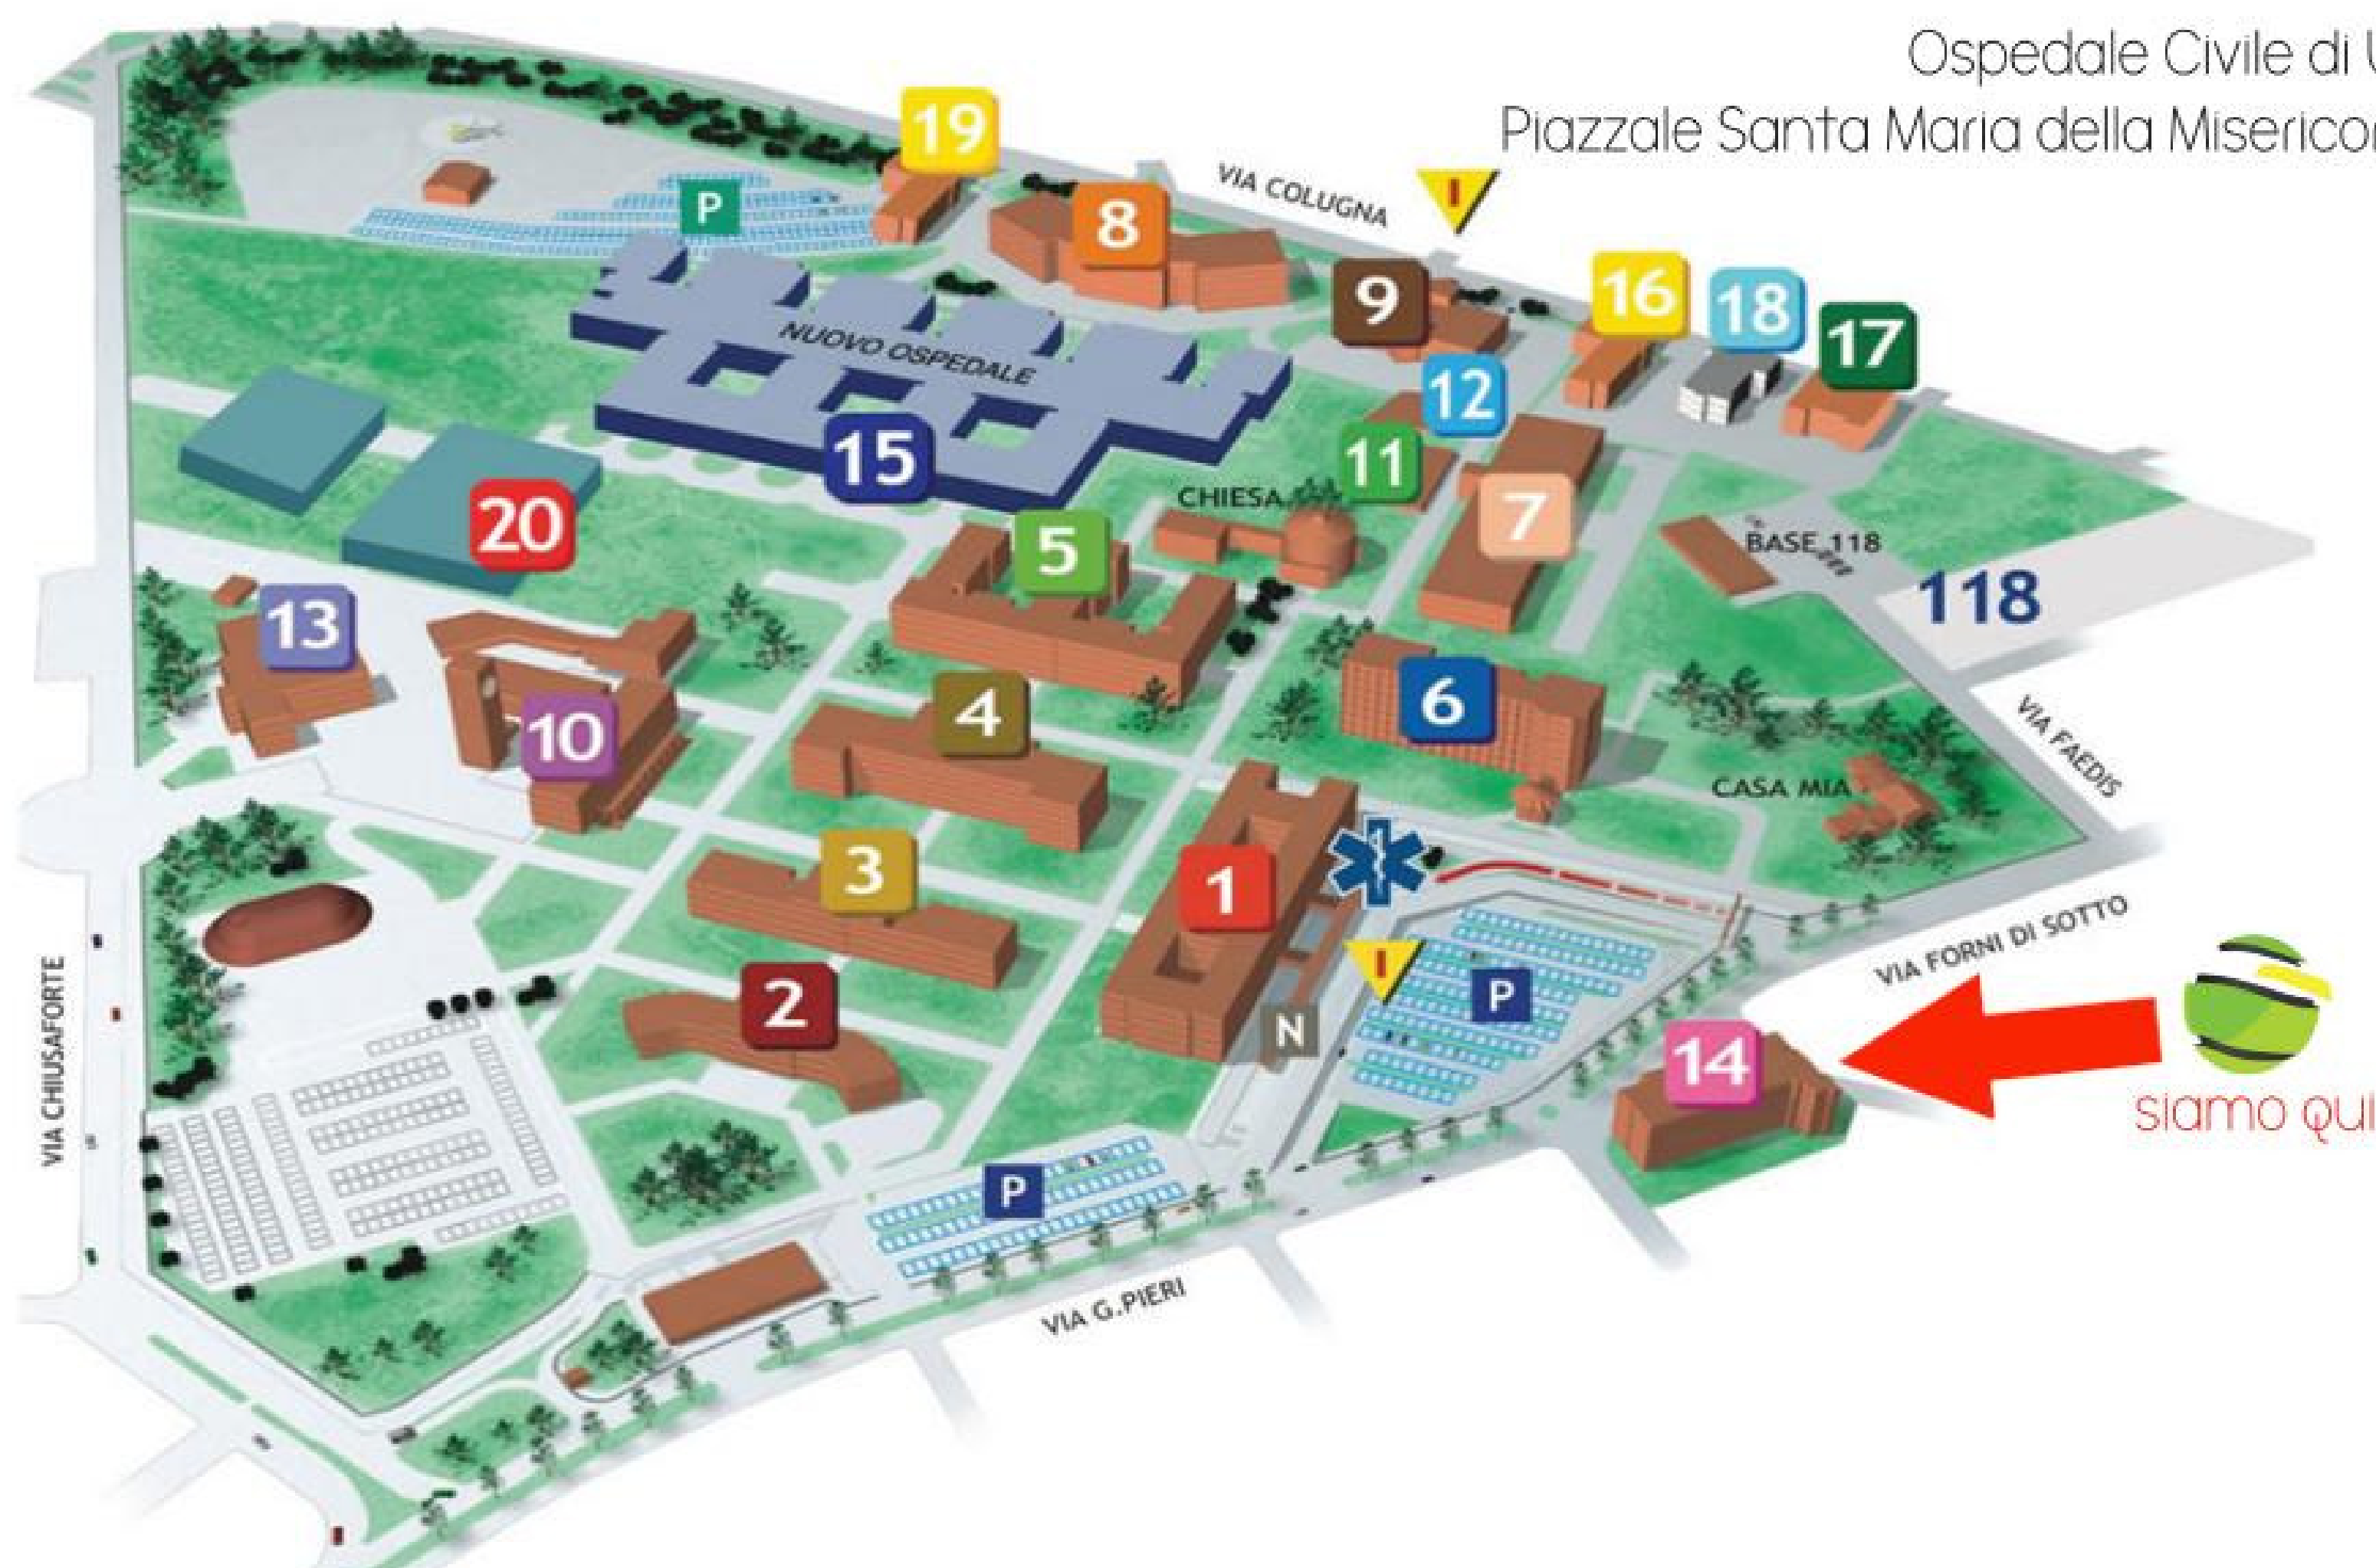 Ospedale Civile di
Piazzale Santa Maria della
19
P
8
VIA COLUGNA
I
9
16
18
17
NUOVO OSPEDALE
12
15
11
CHIESA
7
20
5
BASE 118
118
13
4
6
10
VIA FAEDIS
CASA MIA
3
1
VIA FORNI DI SOTTO
I
P
2
N
VIA CHIUSAFORTE
14
siamo qui
P
VIA G.PIERI